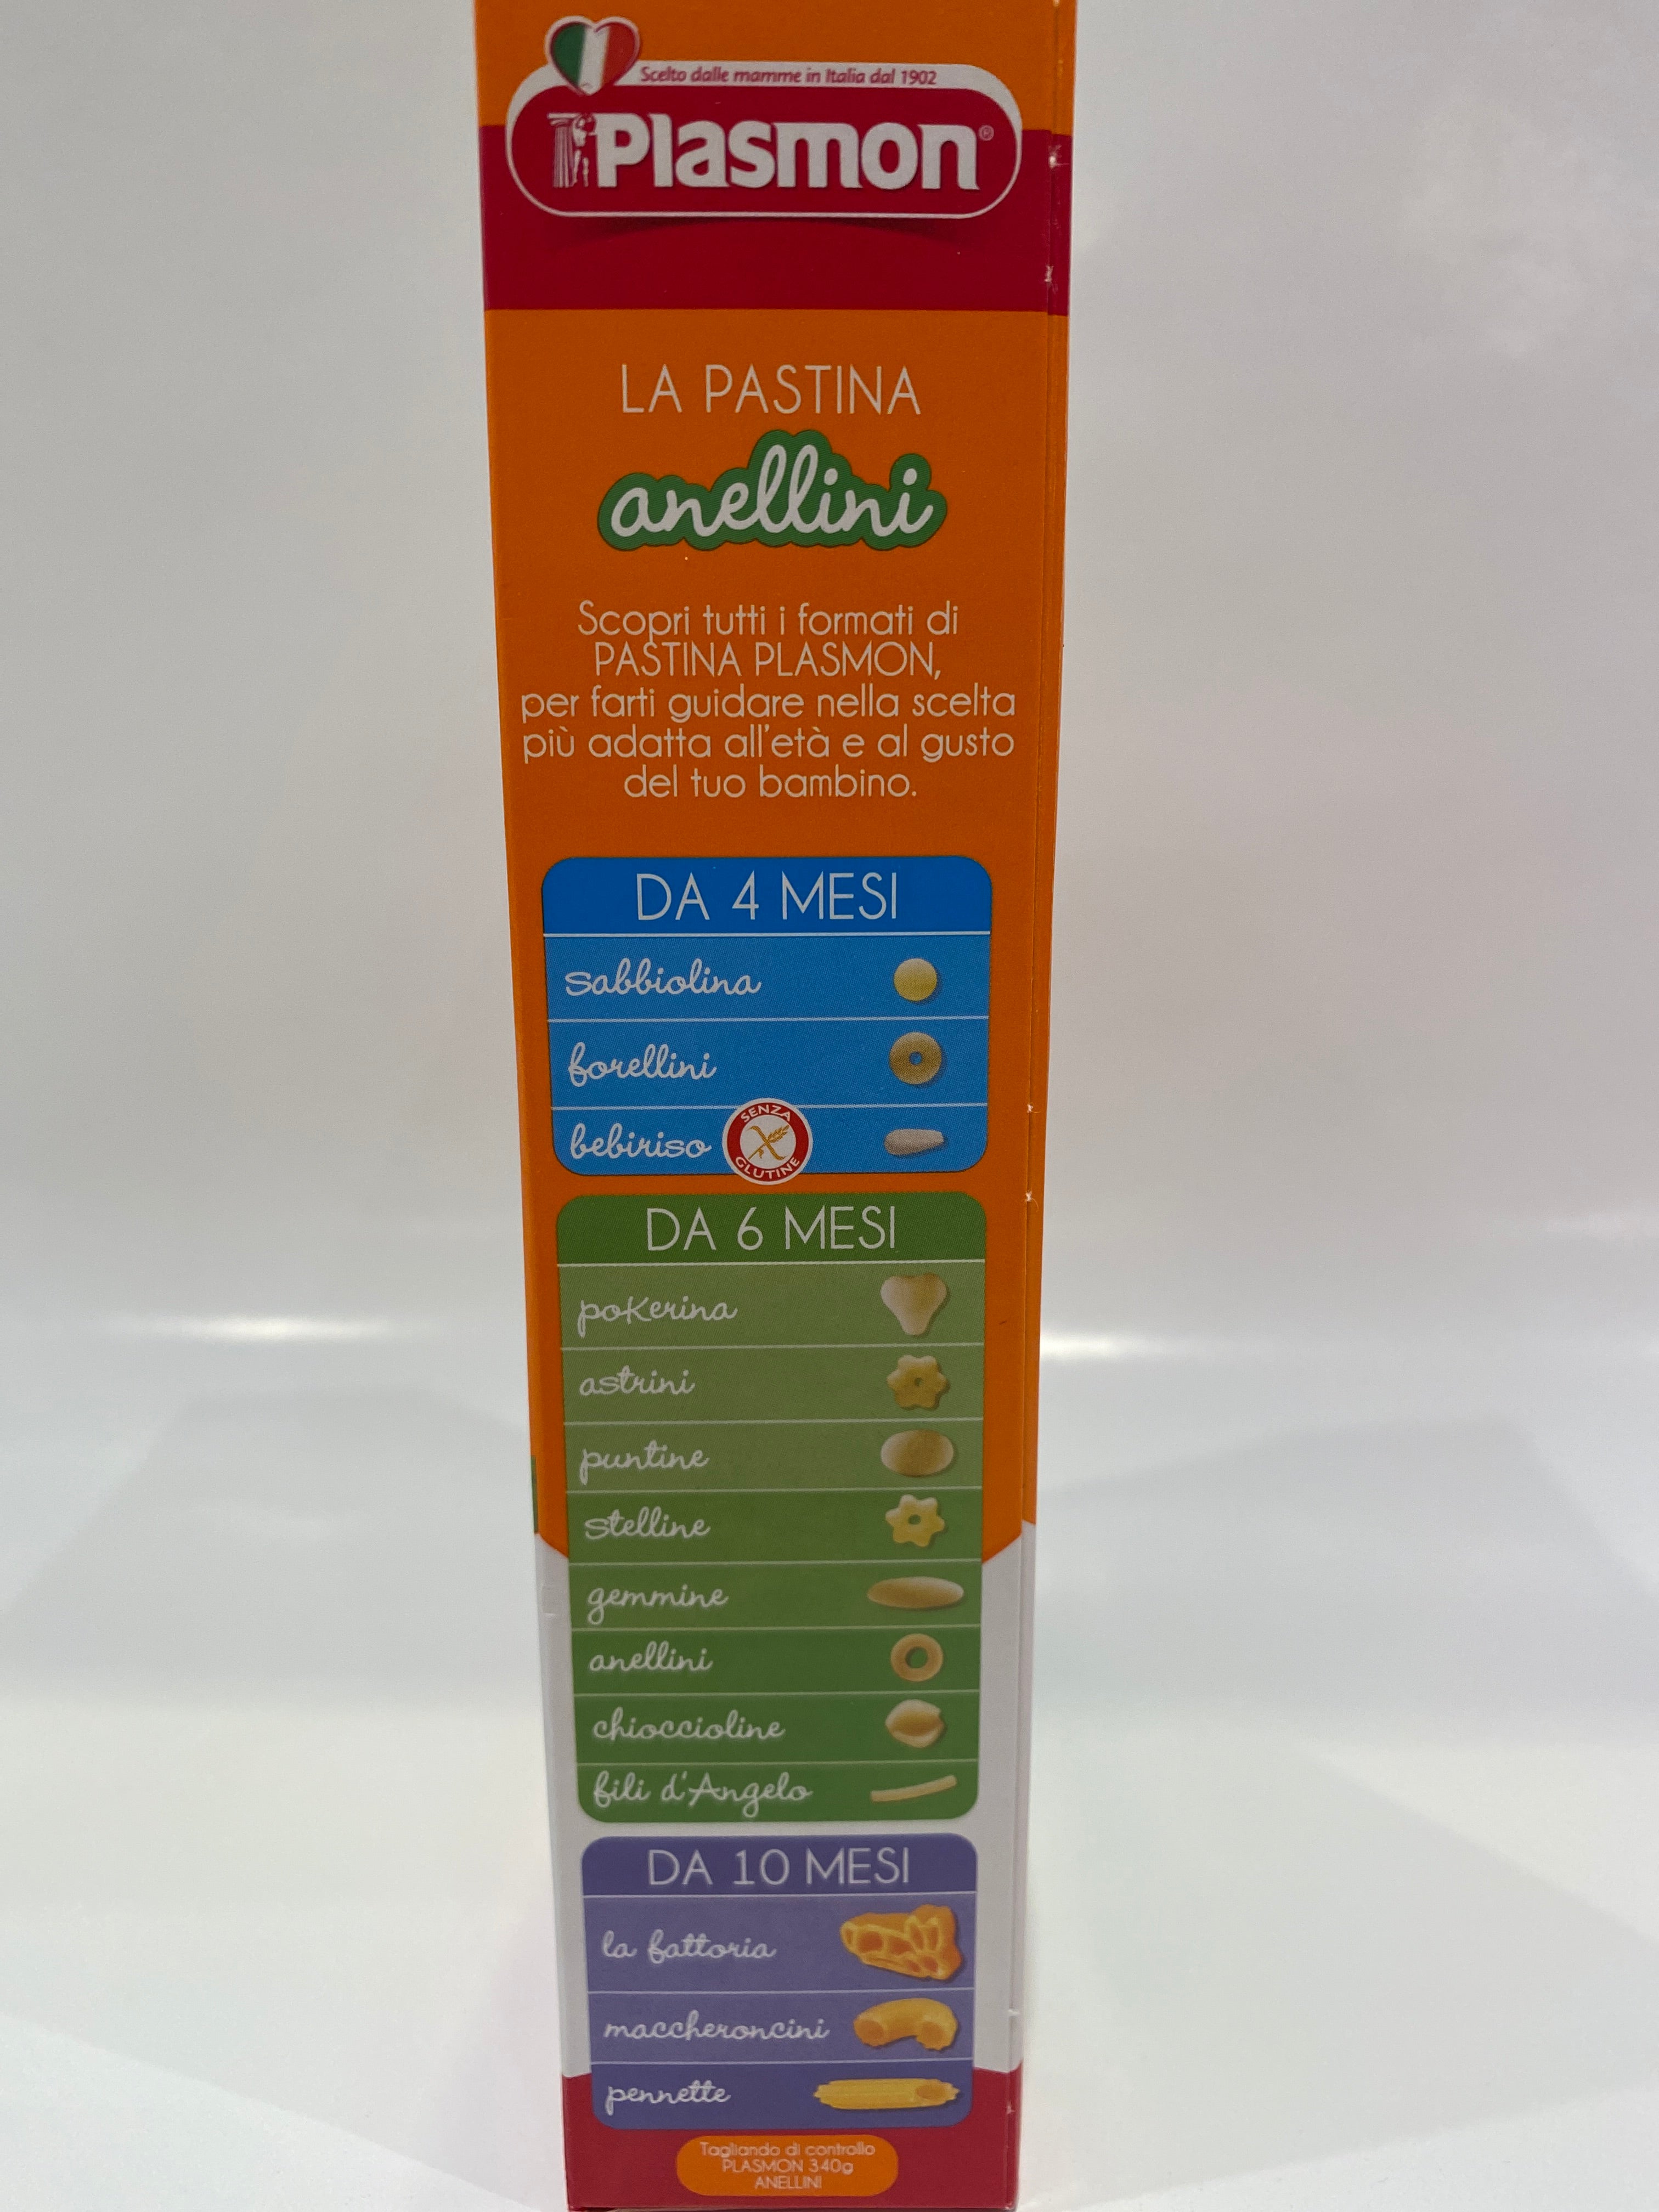 Scelto dalle mamme in Italia dal 1902
Plasmon®
LA PASTINA
anellini
Scopri tutti i formati di
PASTINA PLASMON,
per farti guidare nella scelta
più adatta all'età e al gusto
del tuo bambino.
DA 4 MESI
sabbiolina
forellini
bebiriso
SENZA
GLUTINE
DA 6 MESI
pokerina
astrini
puntine
stelline
gemmine
anellini
chioccioline
fili d'Angelo
DA 10 MESI
la fattoria
maccheroncini
pennette
Tagliando di controllo
PLASMON 340g
ANELLINI